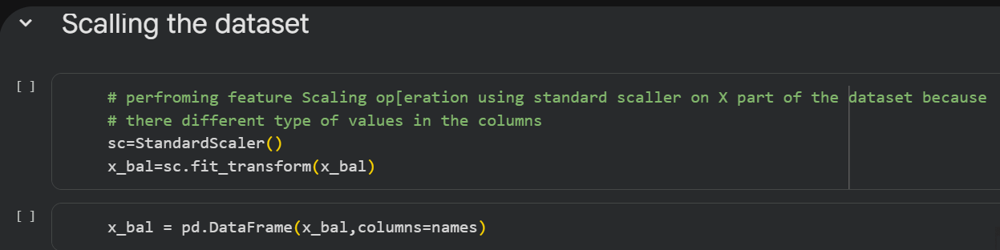 Scalling the dataset
[ ]
# perfroming feature Scaling op[eration using standard scaller on X part of the dataset because
# there different type of values in the columns
sc=StandardScaler()
x_bal=sc.fit_transform(x_bal)
[ ]
x_bal = pd.DataFrame(x_bal,columns=names)